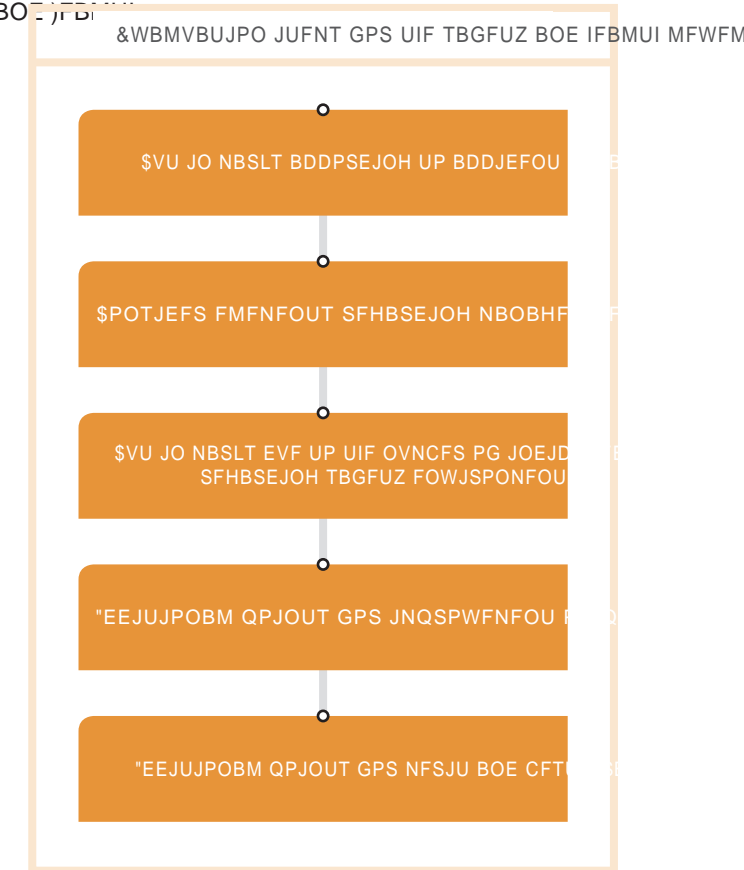 &WBMVBUJPO JUFNT GPS UIF TBGFUZ BOE IFBMUI
$VU JO NBSLT BDDPSEJOH UP BDDJEFOU
$POTJEFS FMFNFOUT SFHBSEJOH
$VU JO NBSLT EVF UP UIF OVNCFS PG
SFHBSEJOH TBGFUZ FOWJSPONFOU
"EEJUJPOBM QPJOUT GPS JNQSPWFNFOU
"EEJUJPOBM QPJOUT GPS NFSJU BOE